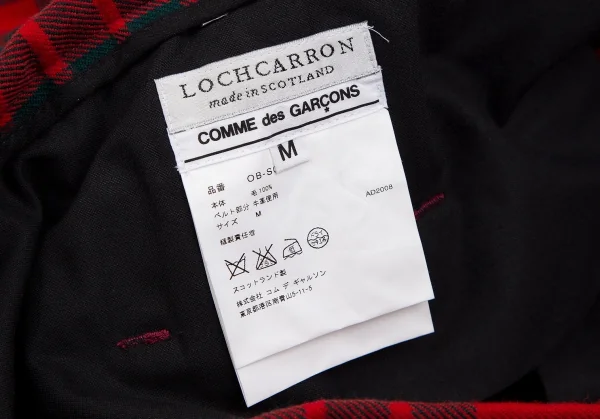 LOCHCARRON
made in SCOTLAND
COMME des GARÇONS
M
品番 OB-S
本体 毛100%
ベルト部分 牛革使用
サイズ M
AD2008
縫製責任者
スコットランド製
株式会社 コム デ ギャルソン
東京都港区南青山5-11-5